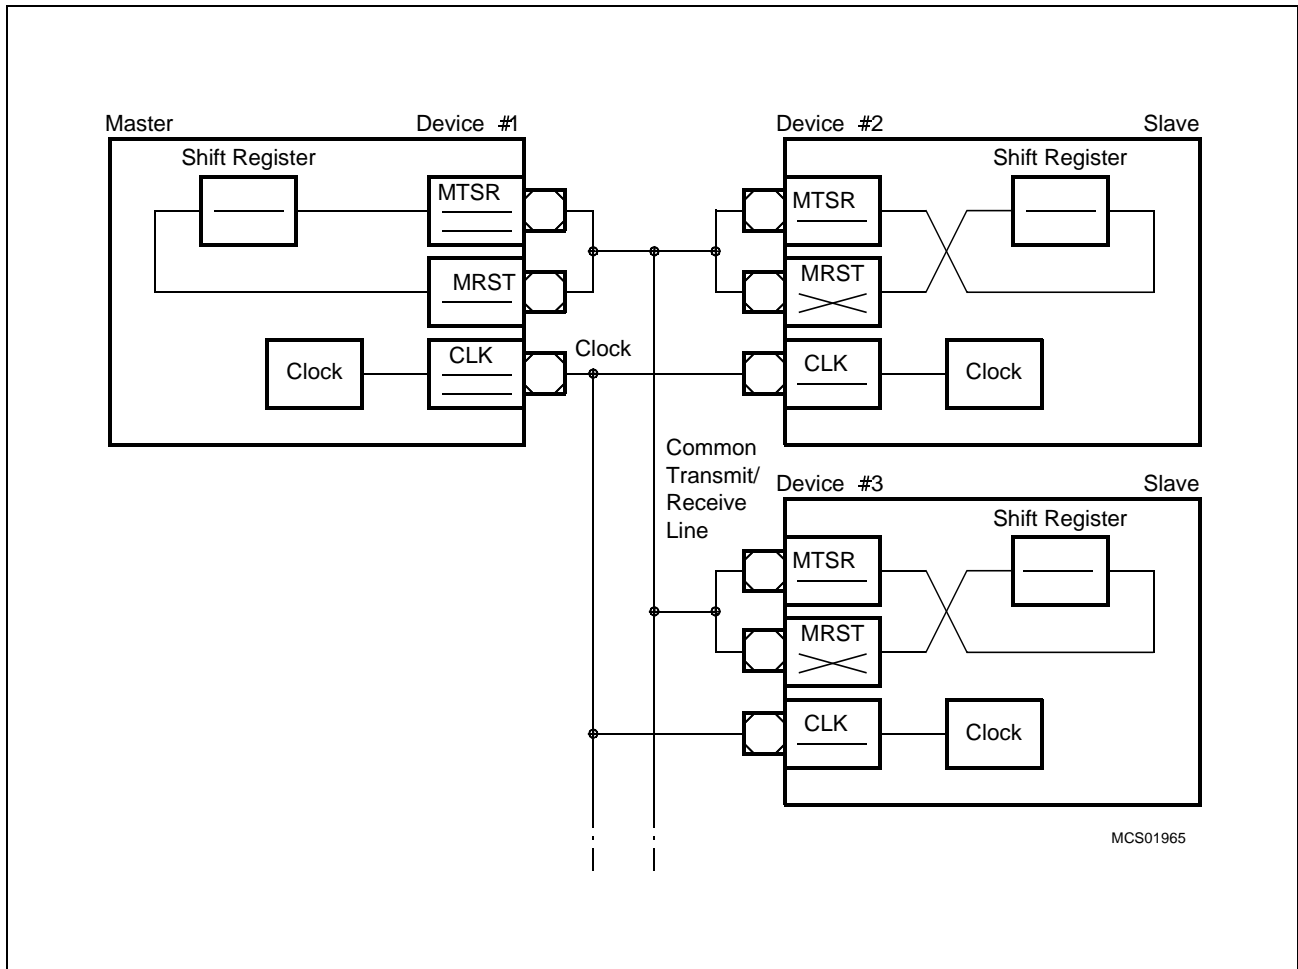 Master Device #1
Shift Register
MTSR
MRST
CLK
Clock
Clock
Device #2 Slave
Shift Register
MTSR
MRST
CLK
Clock
Common
Transmit/
Receive
Line
Device #3 Slave
Shift Register
MTSR
MRST
CLK
Clock
MCS01965